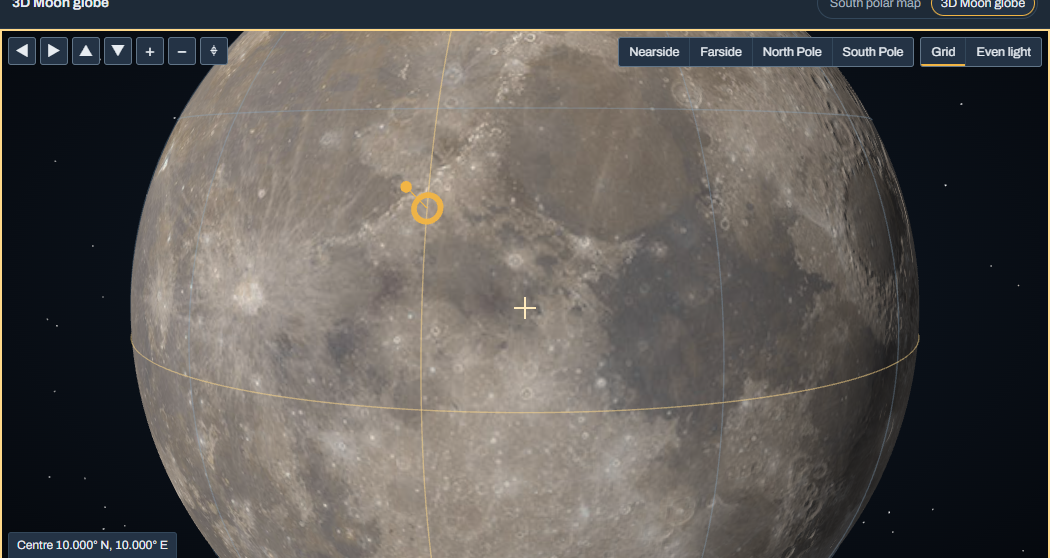 3D Moon globe
South polar map 3D Moon globe
+ −
Nearside Farside North Pole South Pole Grid Even light
Centre 10.000° N, 10.000° E